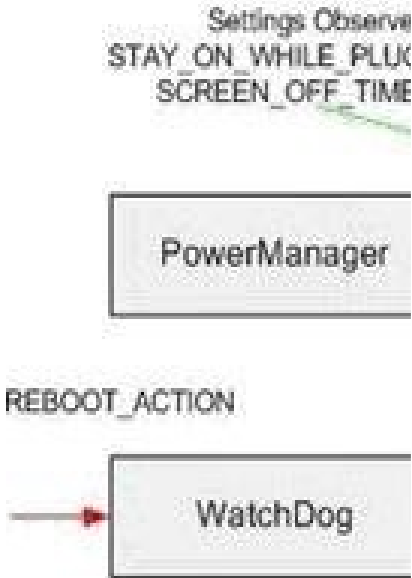 Settings Observe
STAY_ON_WHILE_PLUG
SCREEN_OFF_TIME
PowerManager
REBOOT_ACTION
WatchDog